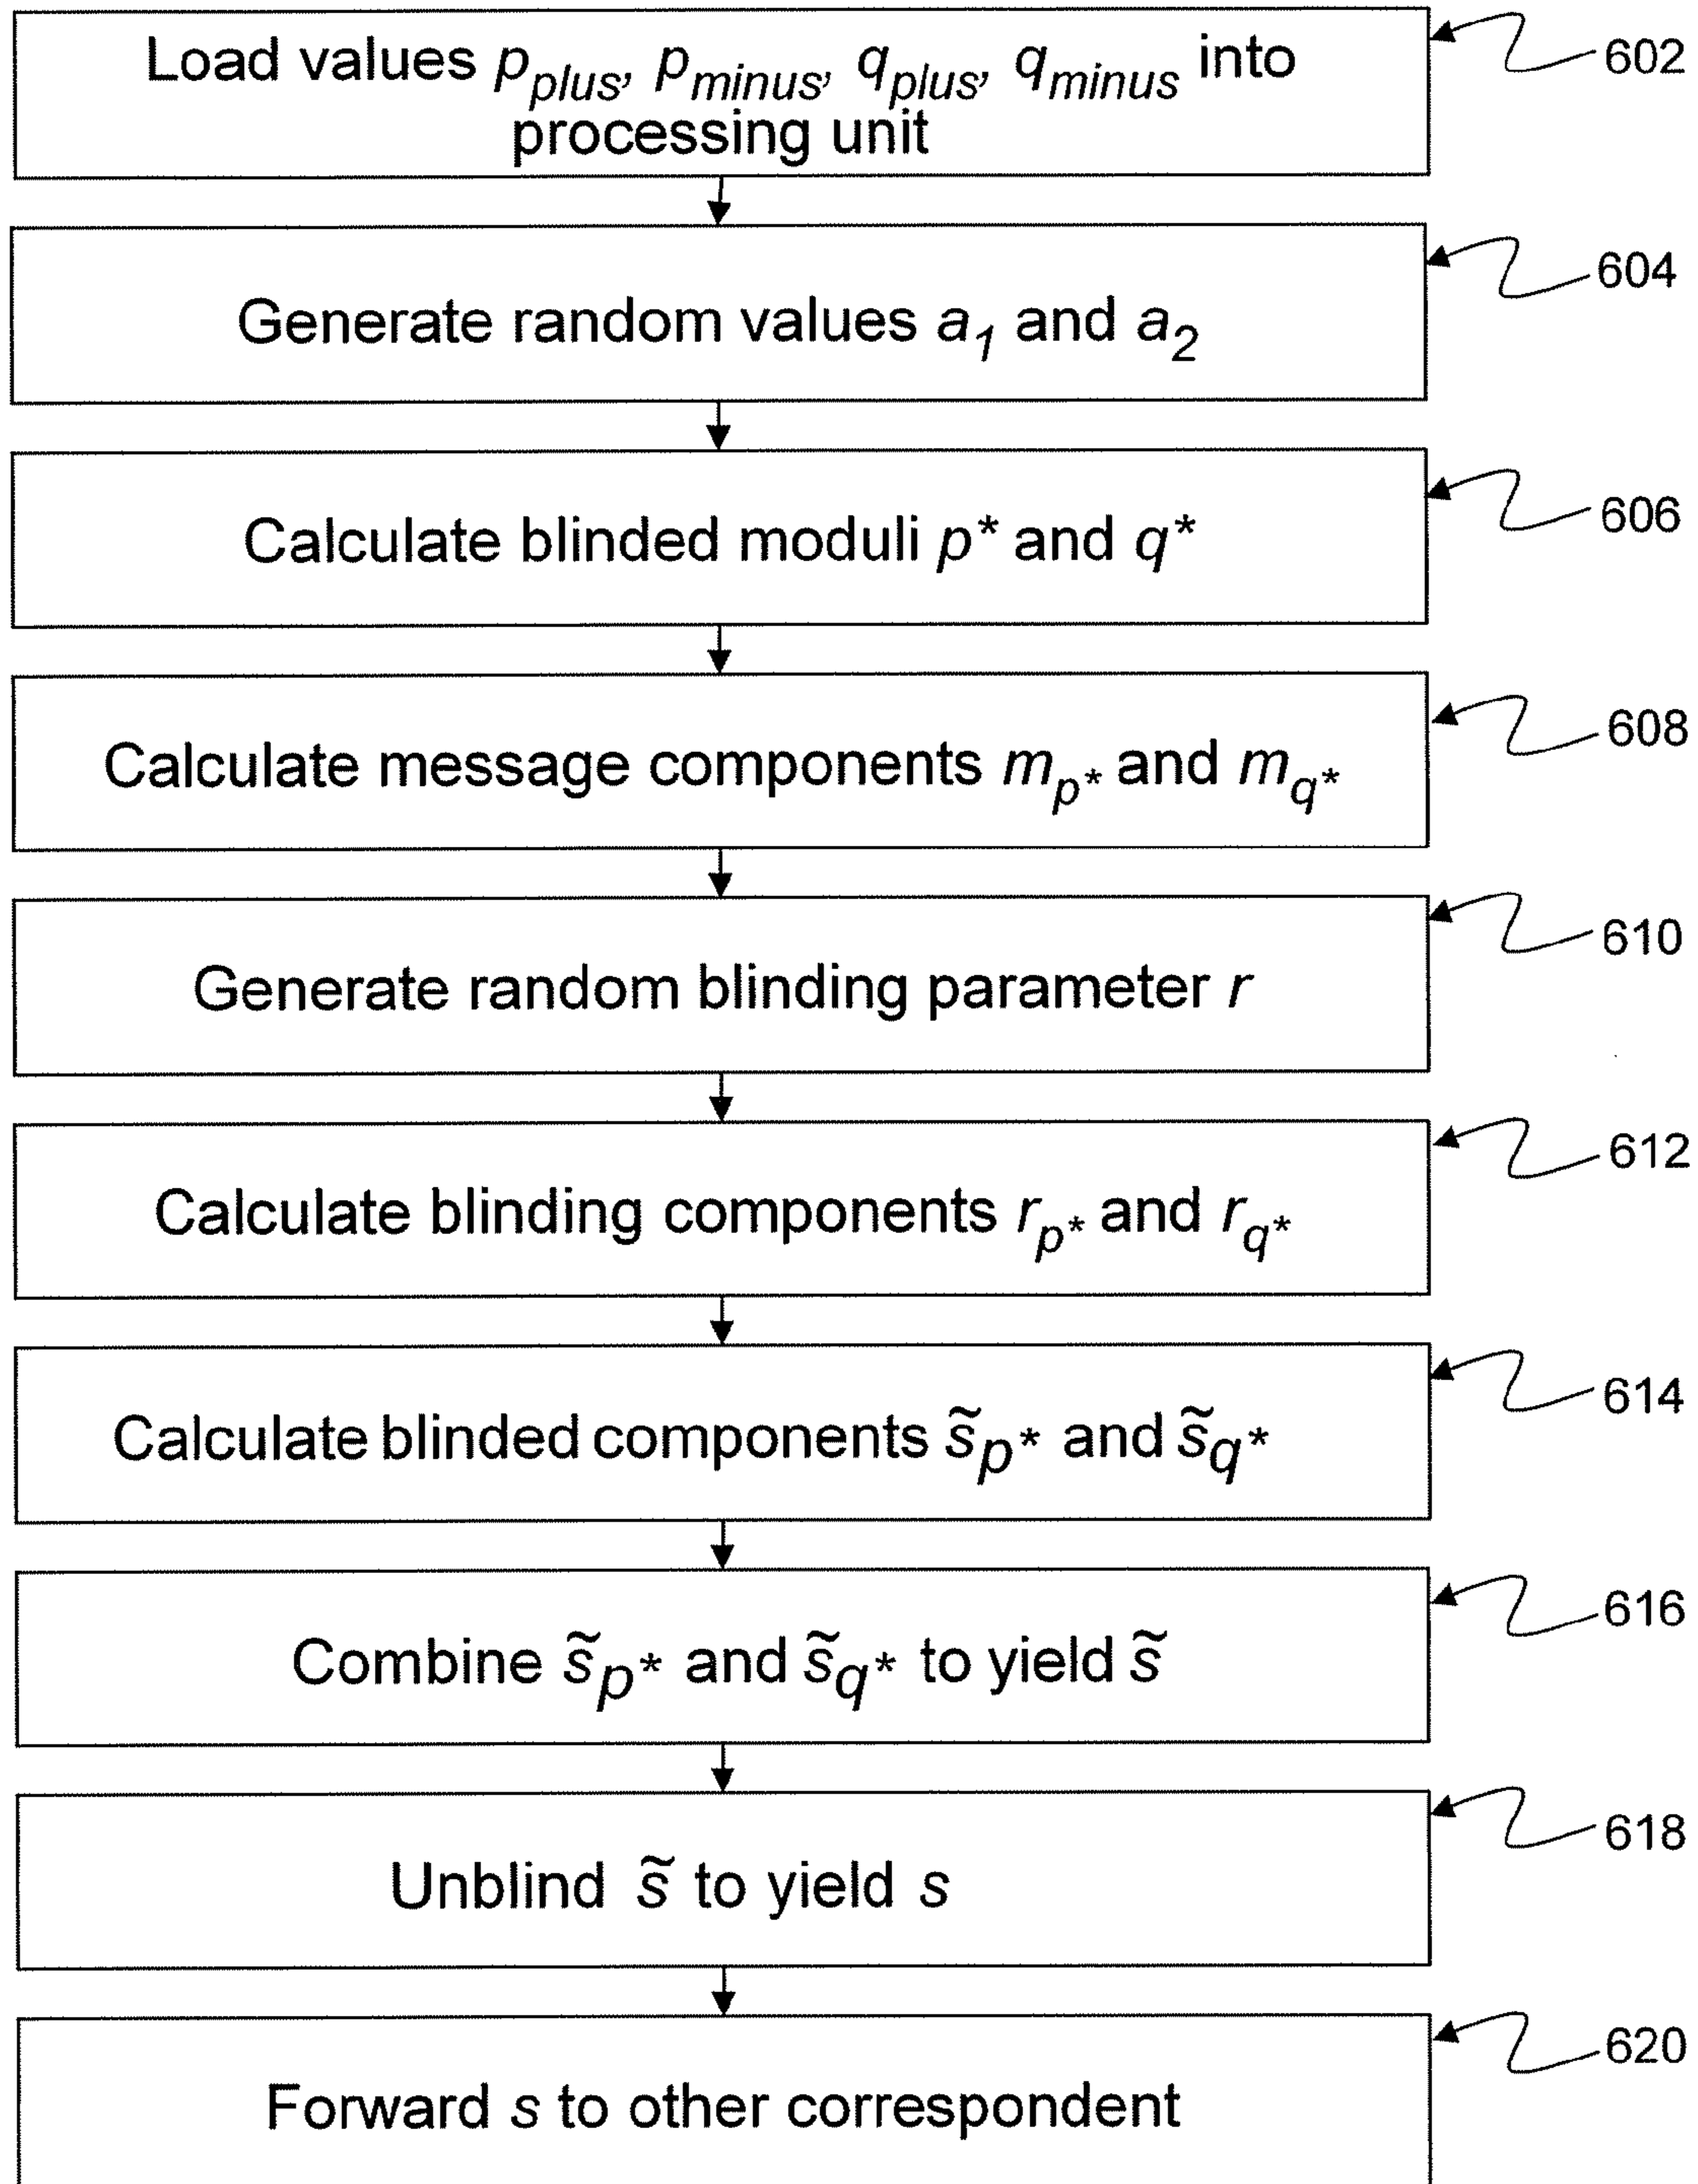 Load values p_plus, p_minus, q_plus, q_minus into
processing unit
602
Generate random values a_1 and a_2
604
Calculate blinded moduli p* and q*
606
Calculate message components m_p* and m_q*
608
Generate random blinding parameter r
610
Calculate blinding components r_p* and r_q*
612
Calculate blinded components s̃_p* and s̃_q*
614
Combine s̃_p* and s̃_q* to yield s̃
616
Unblind s̃ to yield s
618
Forward s to other correspondent
620